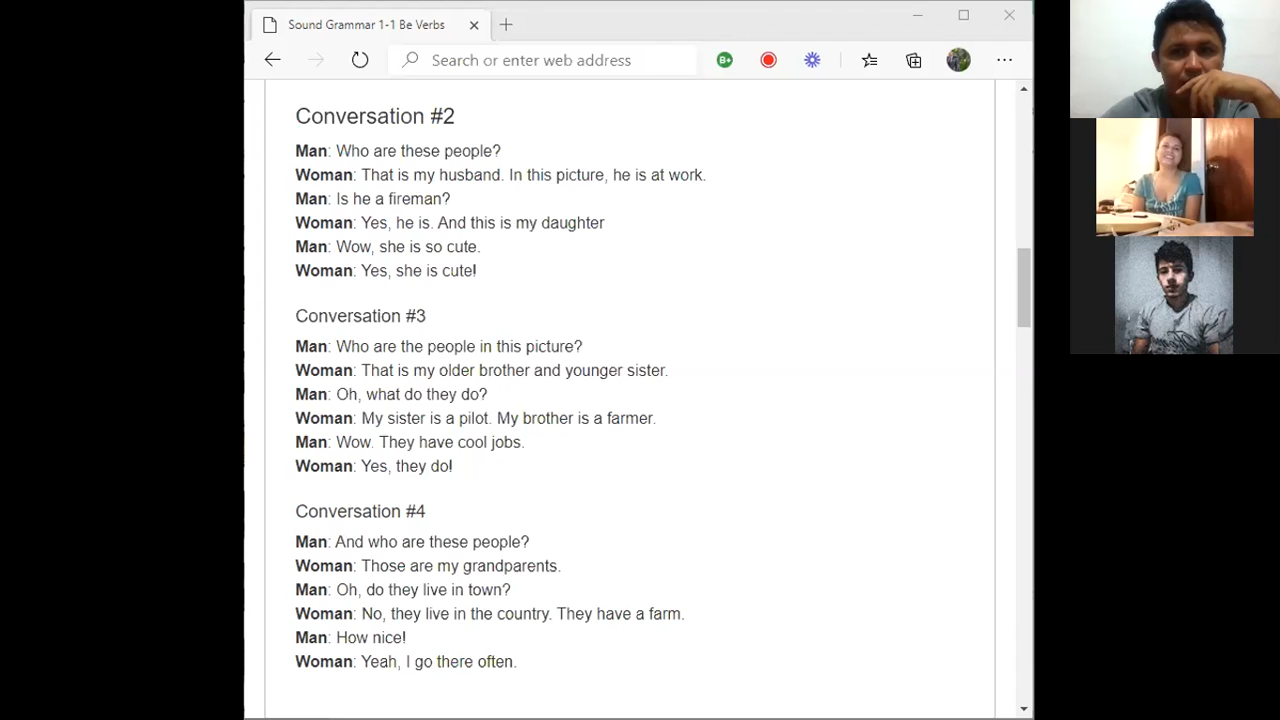 Sound Grammar 1-1 Be Verbs
Search or enter web address
B+
Conversation #2
Man: Who are these people?
Woman: That is my husband. In this picture, he is at work.
Man: Is he a fireman?
Woman: Yes, he is. And this is my daughter
Man: Wow, she is so cute.
Woman: Yes, she is cute!
Conversation #3
Man: Who are the people in this picture?
Woman: That is my older brother and younger sister.
Man: Oh, what do they do?
Woman: My sister is a pilot. My brother is a farmer.
Man: Wow. They have cool jobs.
Woman: Yes, they do!
Conversation #4
Man: And who are these people?
Woman: Those are my grandparents.
Man: Oh, do they live in town?
Woman: No, they live in the country. They have a farm.
Man: How nice!
Woman: Yeah, I go there often.